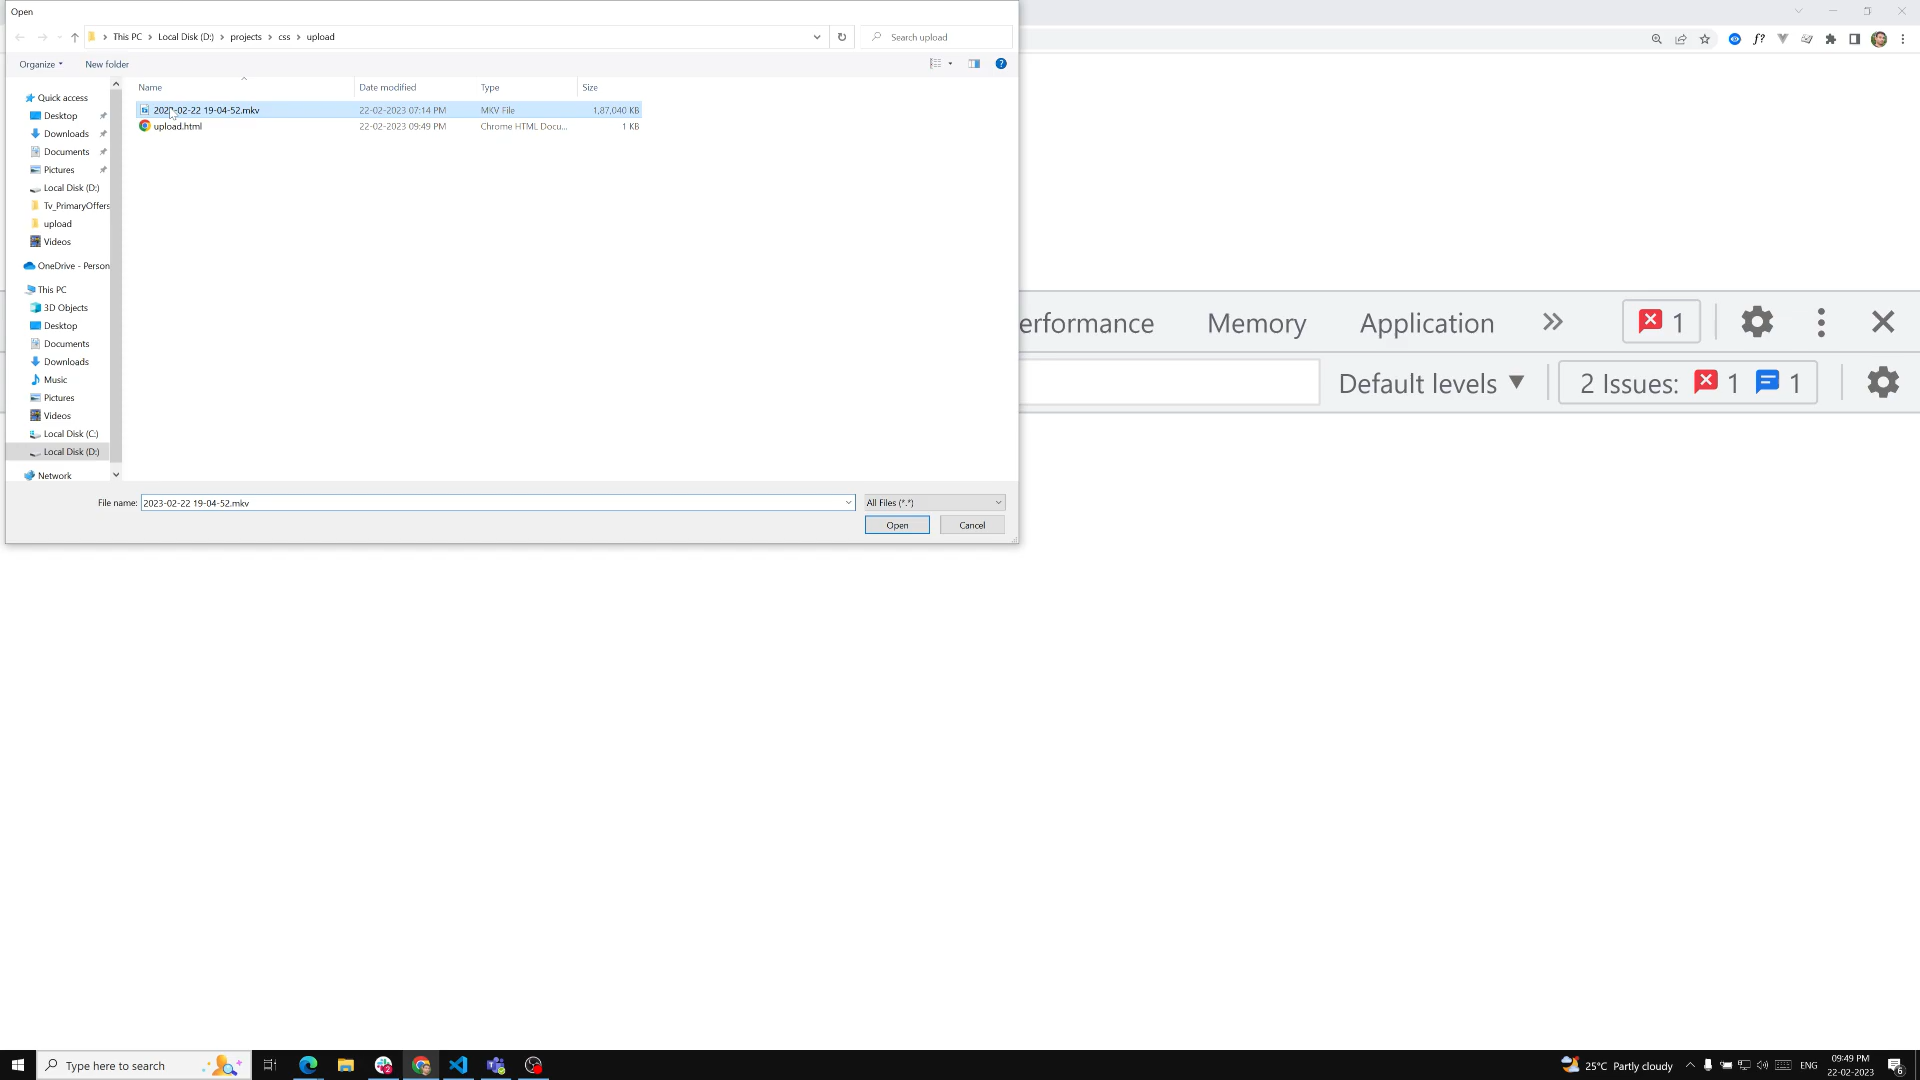 Open
This PC > Local Disk (D:) > projects > css > upload
Search upload
Organize
New folder
Name
Date modified
Type
Size
2023-02-22 19-04-52.mkv
22-02-2023 07:14 PM
MKV File
1,87,040 KB
upload.html
22-02-2023 09:49 PM
Chrome HTML Docu...
1 KB
Quick access
Desktop
Downloads
Documents
Pictures
Local Disk (D:)
Tv_PrimaryOffers
upload
Videos
OneDrive - Person
This PC
3D Objects
Desktop
Documents
Downloads
Music
Pictures
Videos
Local Disk (C:)
Local Disk (D:)
Network
File name:
2023-02-22 19-04-52.mkv
All Files (*.*)
Open
Cancel
f?
erformance
Memory
Application
1
Default levels
2 Issues:
1
1
Type here to search
25°C Partly cloudy
ENG
09:49 PM
22-02-2023
6